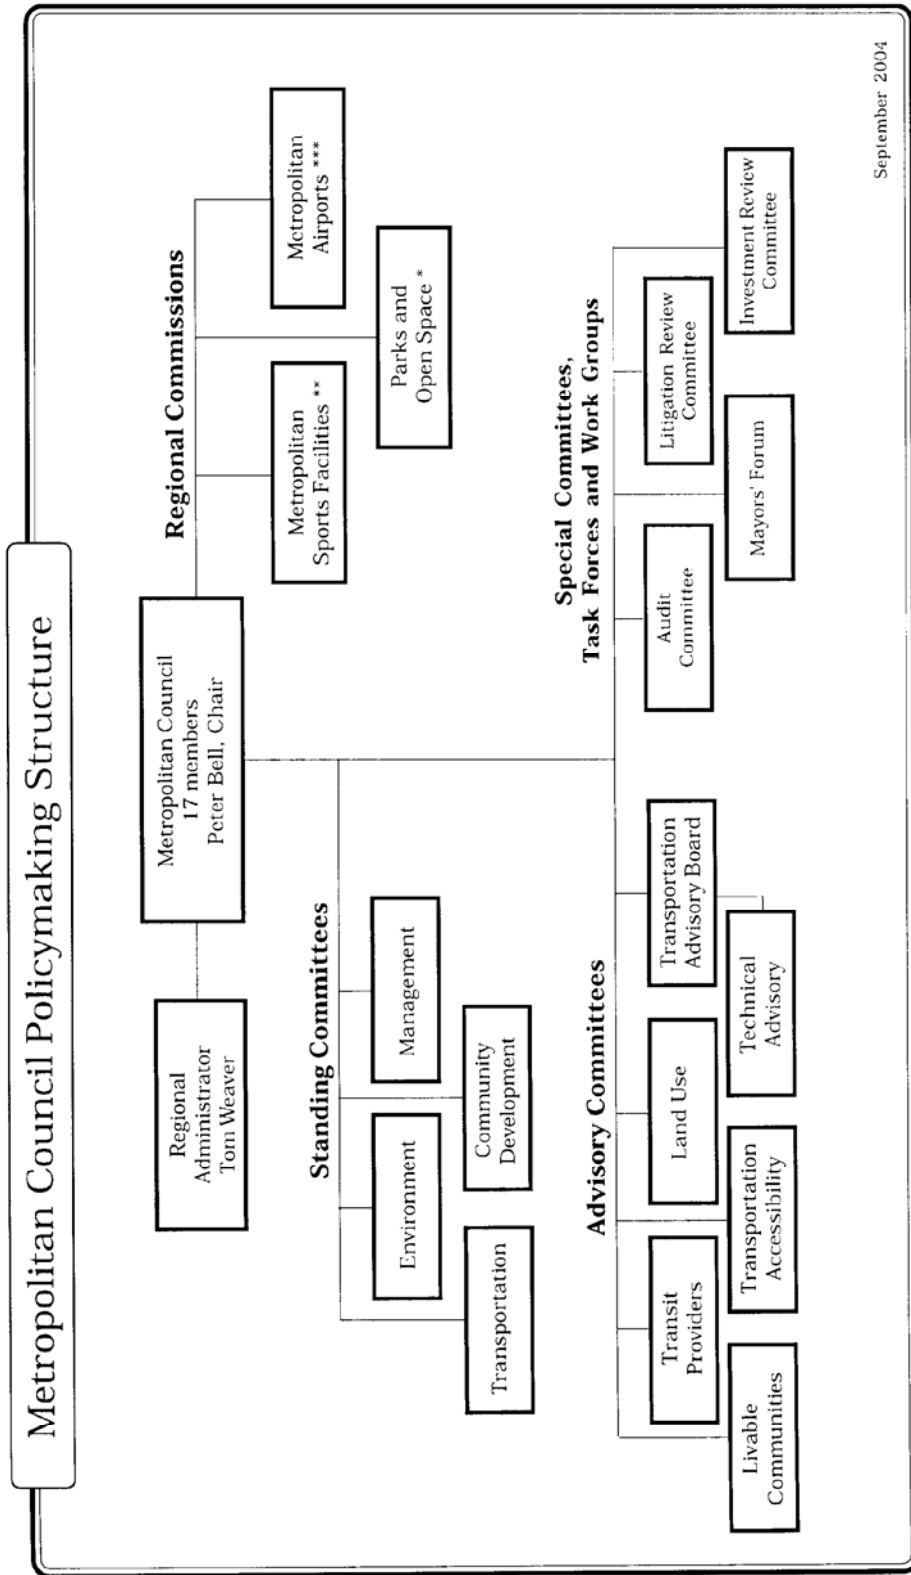 Metropolitan Council Policymaking Structure
Metropolitan Council
17 members
Peter Bell, Chair
Regional
Administrator
Tom Weaver
Regional Commissions
Metropolitan
Sports Facilities **
Metropolitan
Airports ***
Parks and
Open Space *
Standing Committees
Environment
Management
Transportation
Community
Development
Special Committees,
Task Forces and Work Groups
Audit
Committee
Litigation Review
Committee
Mayors' Forum
Investment Review
Committee
Advisory Committees
Transit
Providers
Land Use
Transportation
Advisory Board
Livable
Communities
Transportation
Accessibility
Technical
Advisory
September 2004